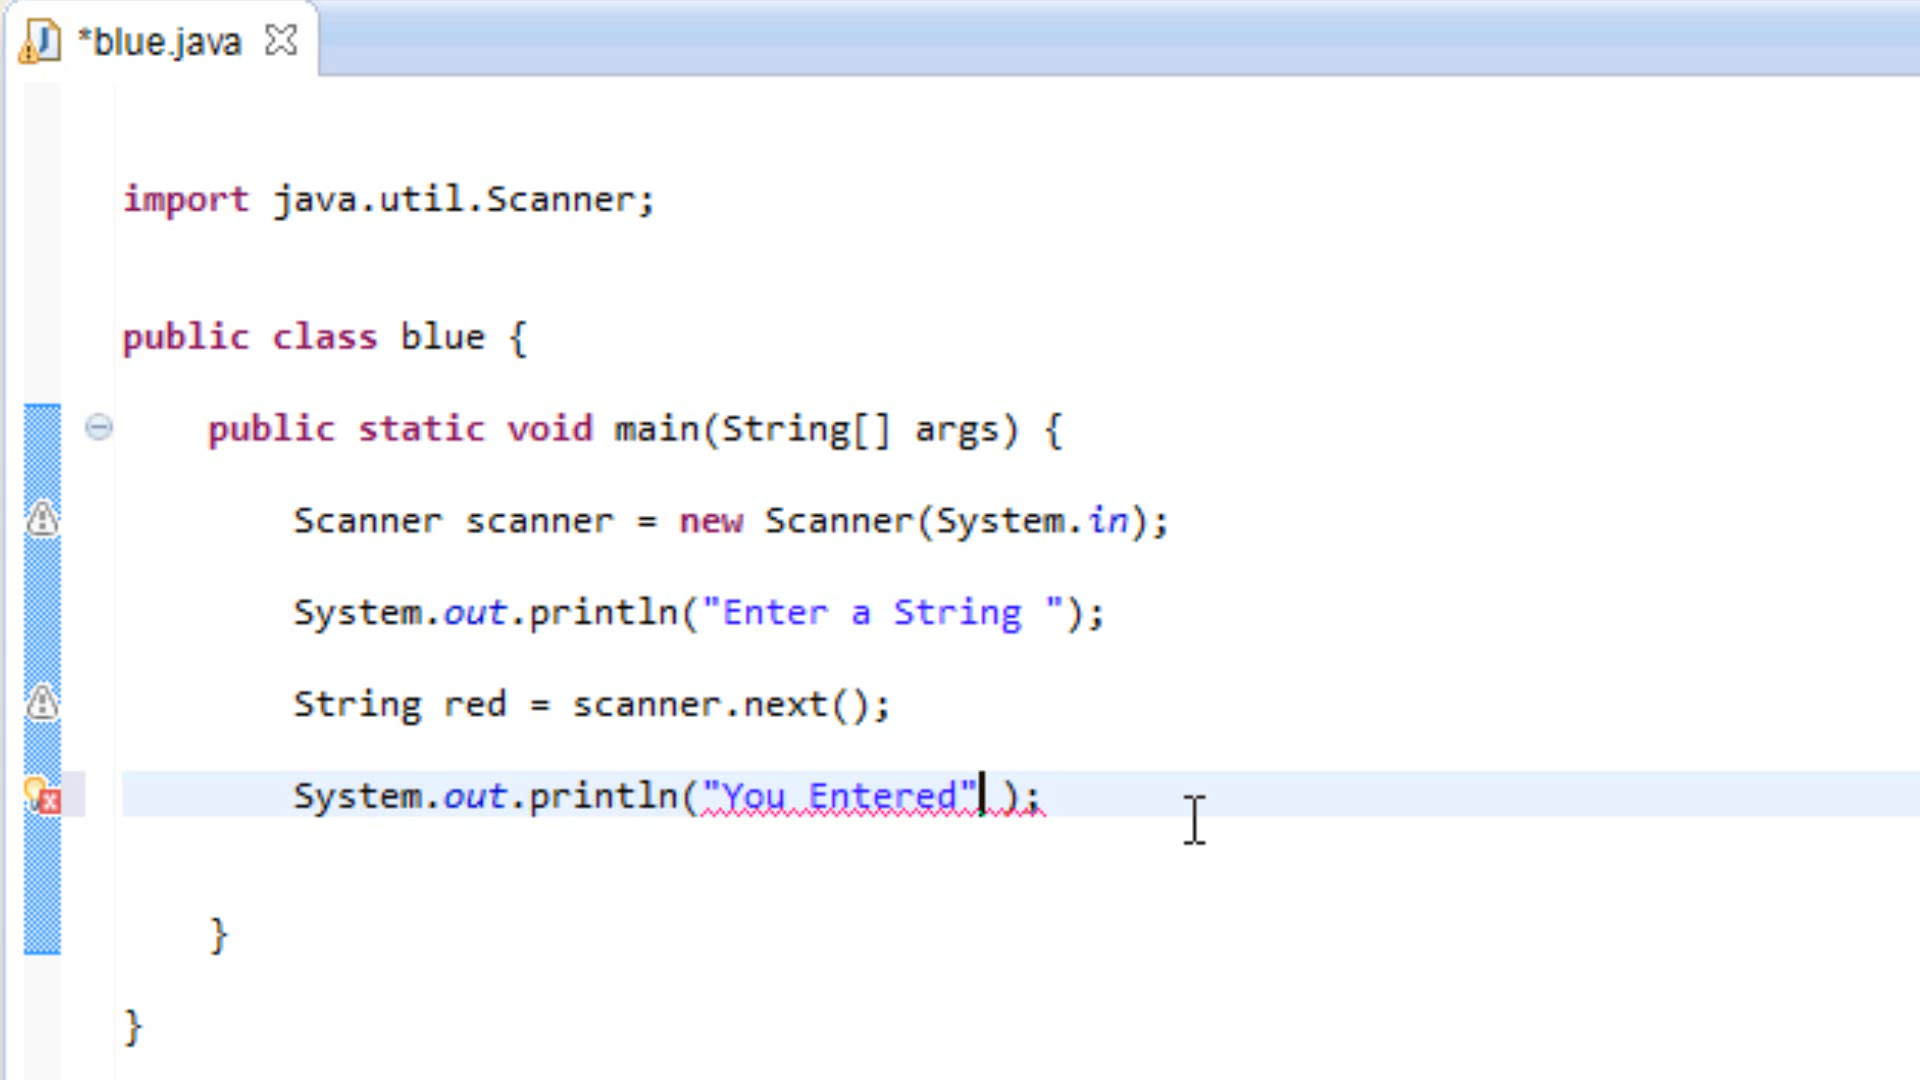 *blue.java
import java.util.Scanner;
public class blue {
public static void main(String[] args) {
Scanner scanner = new Scanner(System.in);
System.out.println("Enter a String ");
String red = scanner.next();
System.out.println("You Entered" );
}
}